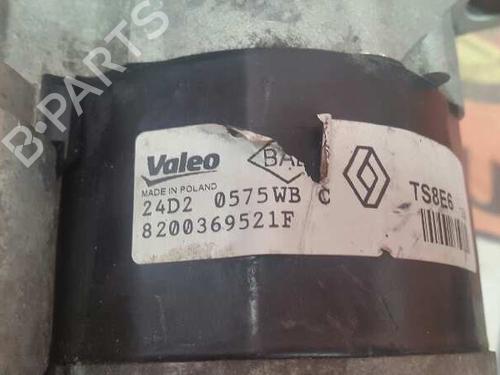 B-PARTS
Valeo
MADE IN POLAND
24D2 0575WB C
8200369521F
TS8E6